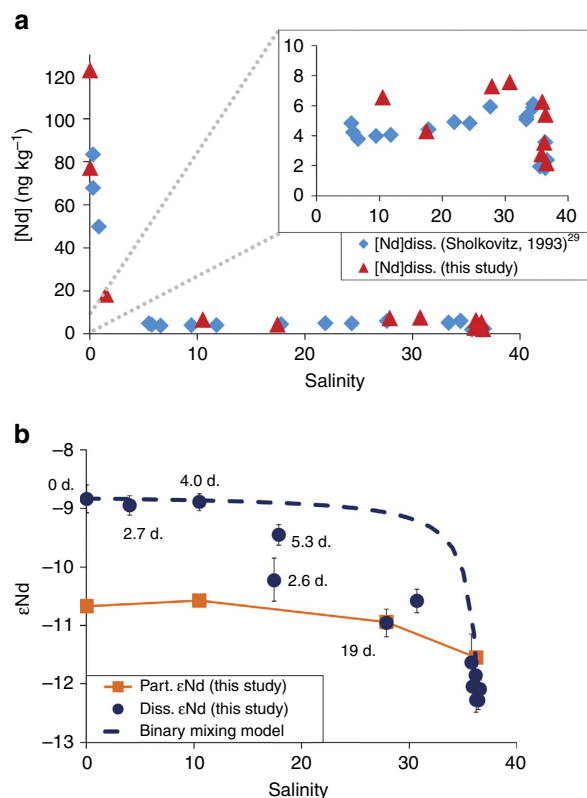 a
[Nd] (ng kg⁻¹)
120
100
80
60
40
20
0
0 10 20 30 40
Salinity
10
8
6
4
2
0
0 10 20 30 40
[Nd]diss. (Sholkovitz, 1993)²⁹
[Nd]diss. (this study)
b
εNd
−8
−9
−10
−11
−12
−13
0 d.
2.7 d.
4.0 d.
5.3 d.
2.6 d.
19 d.
Part. εNd (this study)
Diss. εNd (this study)
Binary mixing model
0 10 20 30 40
Salinity